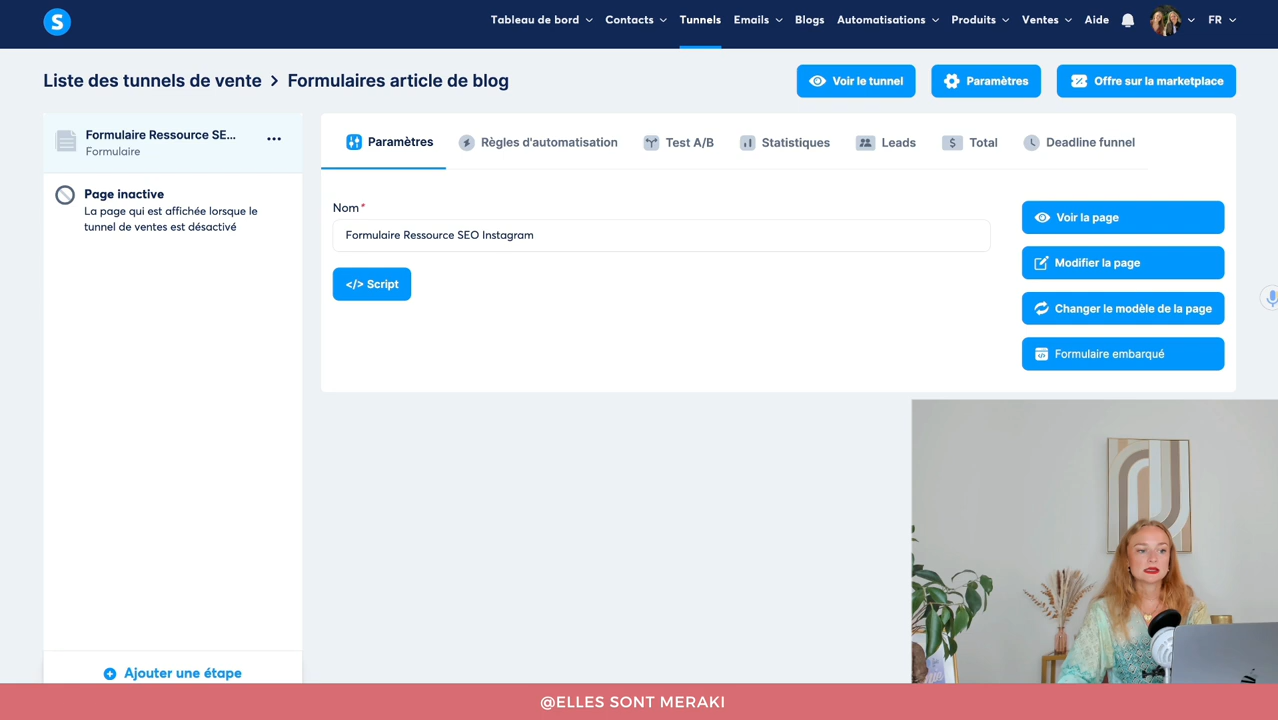 S
Tableau de bord Contacts Tunnels Emails Blogs Automatisations Produits Ventes Aide FR
Liste des tunnels de vente > Formulaires article de blog
Voir le tunnel
Paramètres
Offre sur la marketplace
Formulaire Ressource SE...
Formulaire
Page inactive
La page qui est affichée lorsque le
tunnel de ventes est désactivé
Ajouter une étape
Paramètres Règles d'automatisation Test A/B Statistiques Leads Total Deadline funnel
Nom*
Formulaire Ressource SEO Instagram
</> Script
Voir la page
Modifier la page
Changer le modèle de la page
Formulaire embarqué
@ELLES SONT MERAKI